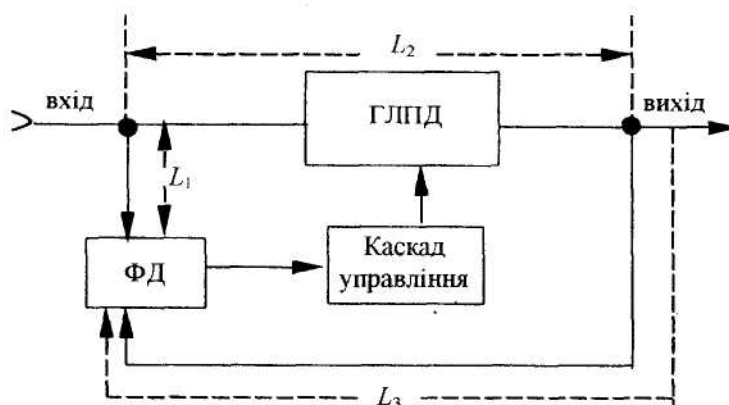 L₂
вхід
ГЛПД
вихід
L₁
ФД
Каскад
управління
L₃